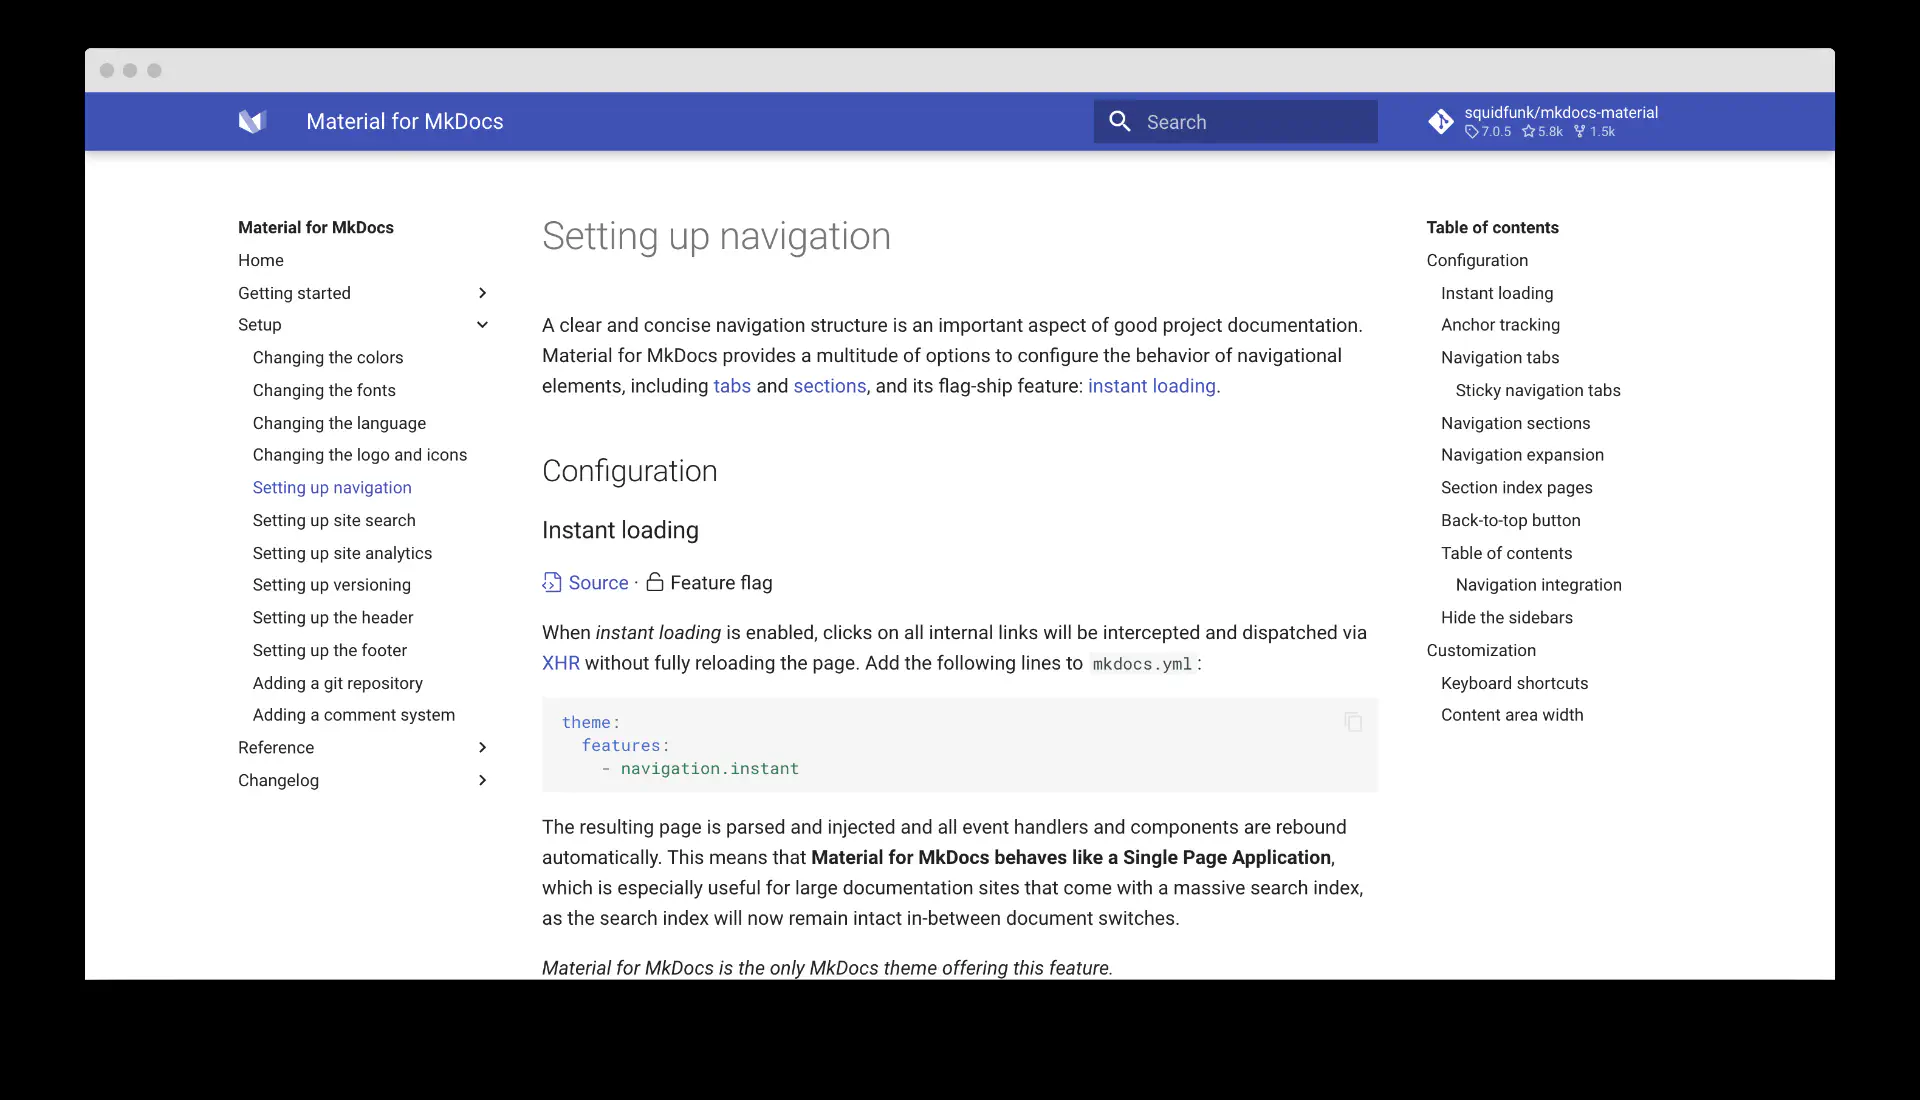 Material for MkDocs
Search
squidfunk/mkdocs-material
7.0.5 5.8k 1.5k
Material for MkDocs
Home
Getting started
Setup
Changing the colors
Changing the fonts
Changing the language
Changing the logo and icons
Setting up navigation
Setting up site search
Setting up site analytics
Setting up versioning
Setting up the header
Setting up the footer
Adding a git repository
Adding a comment system
Reference
Changelog
Setting up navigation
A clear and concise navigation structure is an important aspect of good project documentation.
Material for MkDocs provides a multitude of options to configure the behavior of navigational
elements, including tabs and sections, and its flag-ship feature: instant loading.
Configuration
Instant loading
Source · Feature flag
When instant loading is enabled, clicks on all internal links will be intercepted and dispatched via
XHR without fully reloading the page. Add the following lines to mkdocs.yml:
theme:
  features:
    - navigation.instant
The resulting page is parsed and injected and all event handlers and components are rebound
automatically. This means that Material for MkDocs behaves like a Single Page Application,
which is especially useful for large documentation sites that come with a massive search index,
as the search index will now remain intact in-between document switches.
Material for MkDocs is the only MkDocs theme offering this feature.
Table of contents
Configuration
Instant loading
Anchor tracking
Navigation tabs
Sticky navigation tabs
Navigation sections
Navigation expansion
Section index pages
Back-to-top button
Table of contents
Navigation integration
Hide the sidebars
Customization
Keyboard shortcuts
Content area width